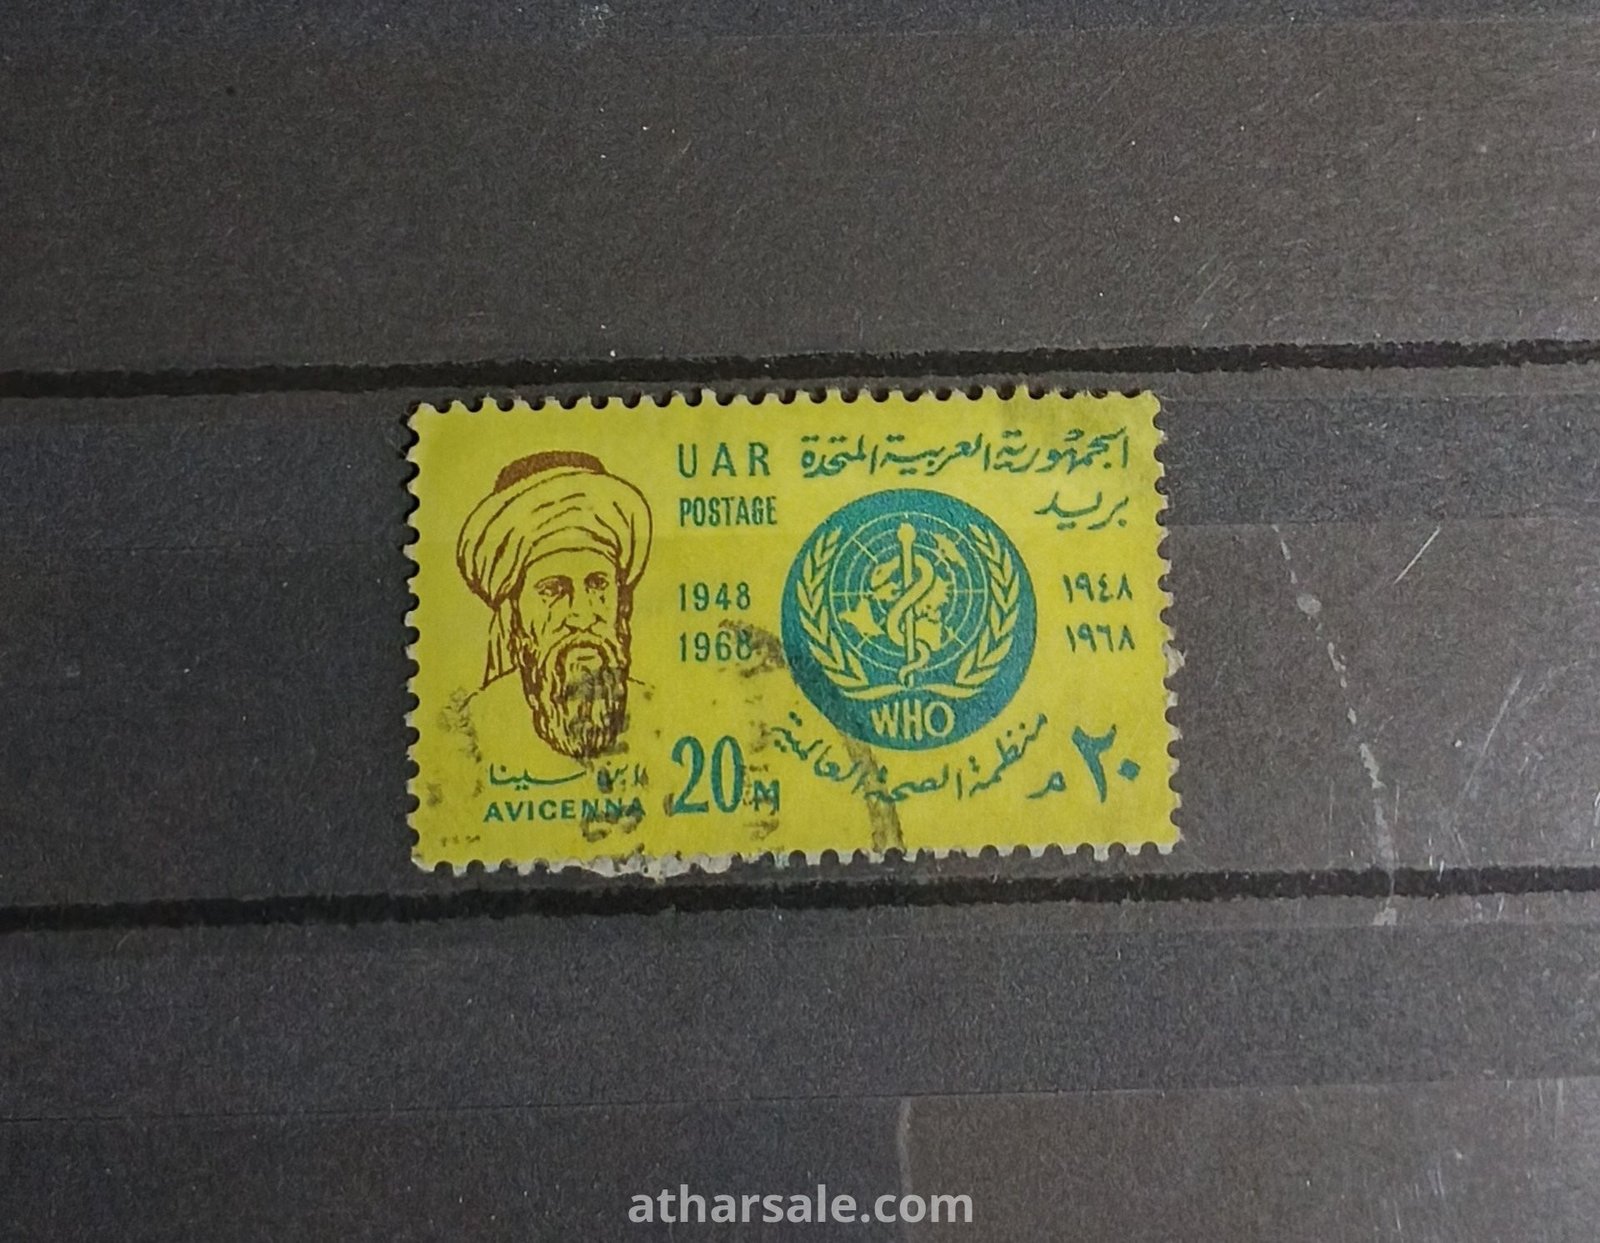 UAR الجمهورية العربية المتحدة
POSTAGE بريد
1948 ١٩٤٨
1968 ١٩٦٨
WHO
منظمة الصحة العالمية
ابن سينا
AVICENNA
20 M ٢٠ م
atharsale.com